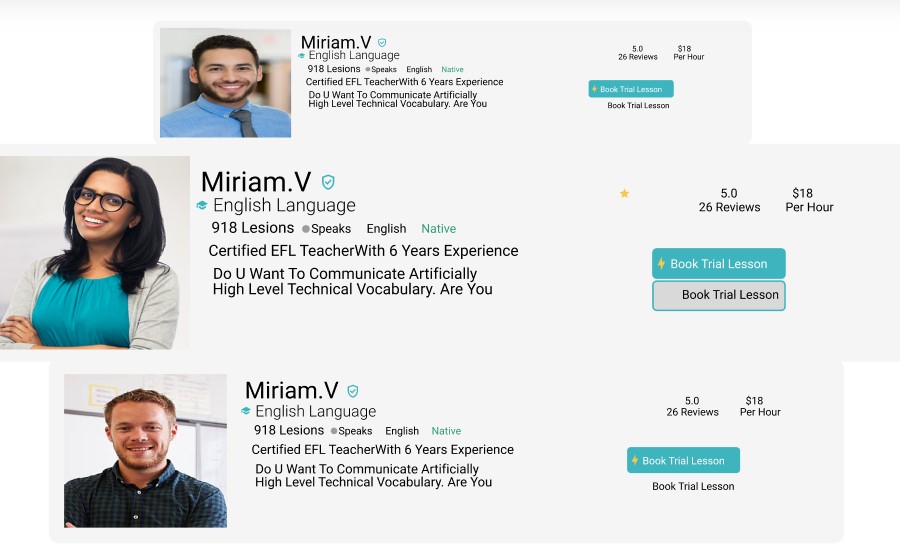 Miriam.V
English Language
918 Lesions Speaks English Native
Certified EFL TeacherWith 6 Years Experience
Do U Want To Communicate Artificially
High Level Technical Vocabulary. Are You
5.0 $18
26 Reviews Per Hour
Book Trial Lesson
Book Trial Lesson
Miriam.V
English Language
918 Lesions Speaks English Native
Certified EFL TeacherWith 6 Years Experience
Do U Want To Communicate Artificially
High Level Technical Vocabulary. Are You
5.0 $18
26 Reviews Per Hour
Book Trial Lesson
Book Trial Lesson
Miriam.V
English Language
918 Lesions Speaks English Native
Certified EFL TeacherWith 6 Years Experience
Do U Want To Communicate Artificially
High Level Technical Vocabulary. Are You
5.0 $18
26 Reviews Per Hour
Book Trial Lesson
Book Trial Lesson